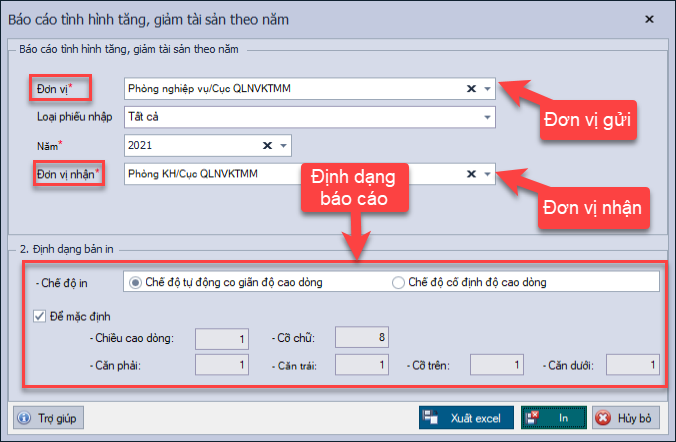 Báo cáo tình hình tăng, giảm tài sản theo năm
Báo cáo tình hình tăng, giảm tài sản theo năm
Đơn vị* Phòng nghiệp vụ/Cục QLNVKTMM
Đơn vị gửi
Loại phiếu nhập Tất cả
Năm* 2021
Định dạng báo cáo
Đơn vị nhận* Phòng KH/Cục QLNVKTMM
Đơn vị nhận
2. Định dạng bản in
- Chế độ in Chế độ tự động co giãn độ cao dòng Chế độ cố định độ cao dòng
Để mặc định
- Chiều cao dòng: 1 - Cỡ chữ: 8
- Căn phải: 1 - Căn trái: 1 - Cỡ trên: 1 - Căn dưới: 1
Trợ giúp Xuất excel In Hủy bỏ